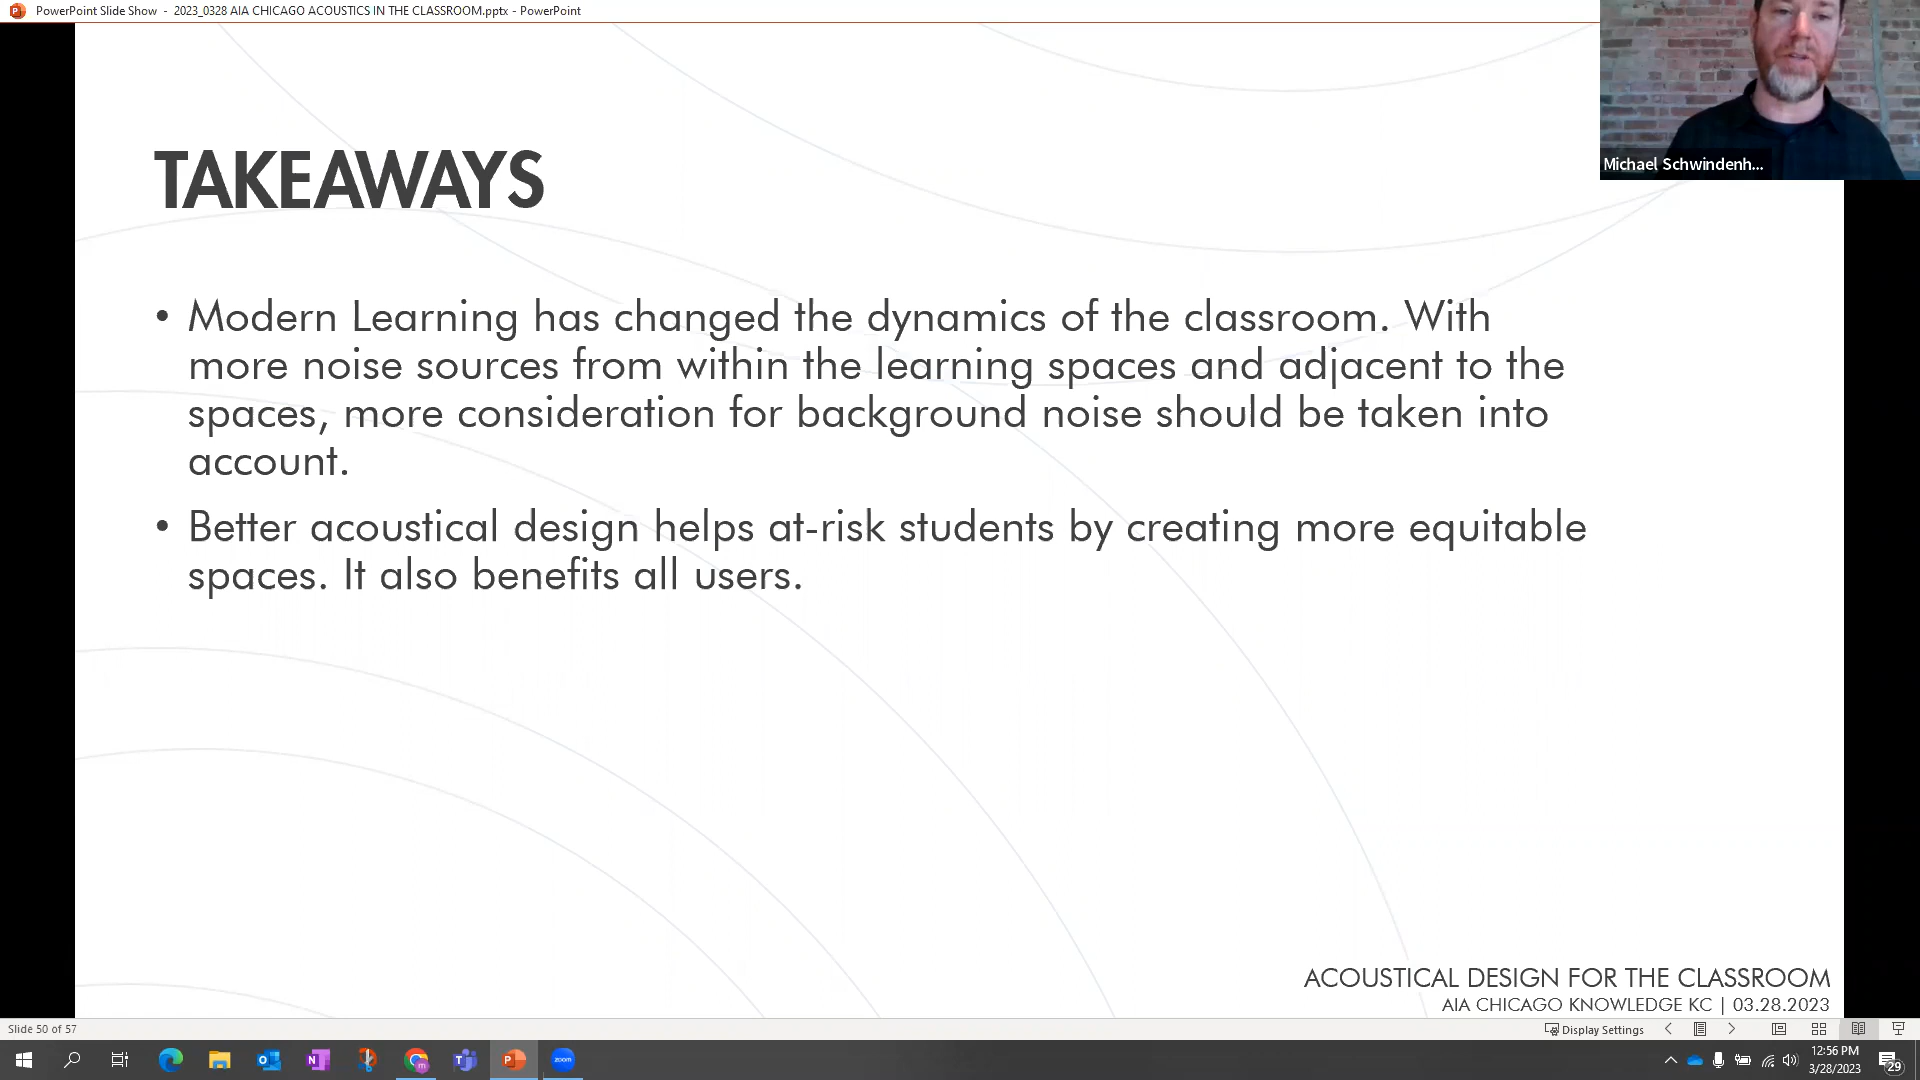 PowerPoint Slide Show - 2023_0328 AIA CHICAGO ACOUSTICS IN THE CLASSROOM.pptx - PowerPoint
Michael Schwindenh...
TAKEAWAYS
• Modern Learning has changed the dynamics of the classroom. With
more noise sources from within the learning spaces and adjacent to the
spaces, more consideration for background noise should be taken into
account.
• Better acoustical design helps at-risk students by creating more equitable
spaces. It also benefits all users.
ACOUSTICAL DESIGN FOR THE CLASSROOM
AIA CHICAGO KNOWLEDGE KC | 03.28.2023
Slide 50 of 57
Display Settings
zoom
12:56 PM
3/28/2023
29